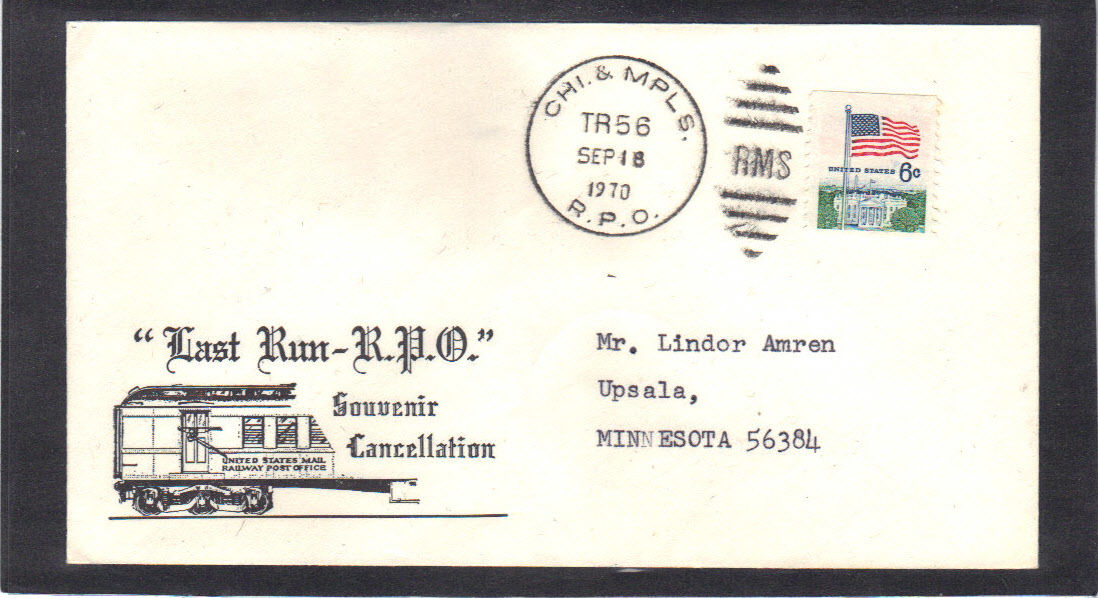 CHI. & MPLS.
TR56
SEP 18
1970
R.P.O.
RMS
UNITED STATES 6c
"Last Run-R.P.O."
Souvenir
Cancellation
UNITED STATES MAIL
RAILWAY POST OFFICE
Mr. Lindor Amren
Upsala,
MINNESOTA 56384